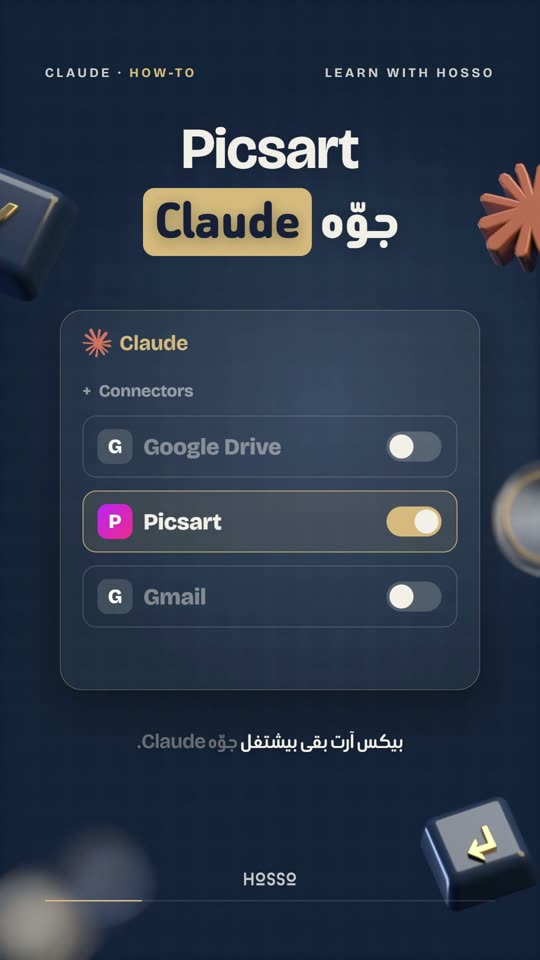 CLAUDE · HOW-TO
LEARN WITH HOSSO
Picsart
جوّه Claude
Claude
+ Connectors
G Google Drive
P Picsart
G Gmail
بيكس آرت بقى بيشتغل جوّه Claude.
HOSSO